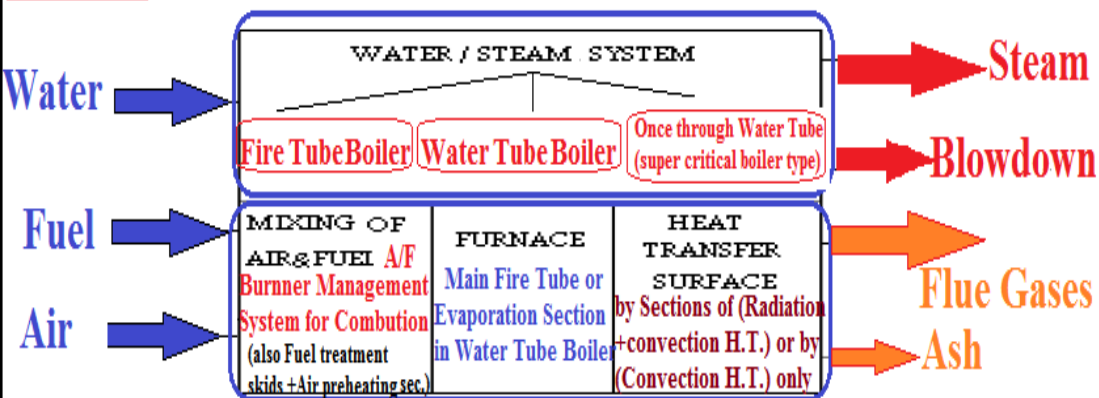 WATER / STEAM SYSTEM
Water
Steam
Fire Tube Boiler
Water Tube Boiler
Once through Water Tube
(super critical boiler type)
Blowdown
Fuel
Air
MIXING OF
AIR&FUEL A/F
Burnner Management
System for Combution
(also Fuel treatment
skids +Air preheating sec.)
FURNACE
Main Fire Tube or
Evaporation Section
in Water Tube Boiler
HEAT
TRANSFER
SURFACE
by Sections of (Radiation
+convection H.T.) or by
(Convection H.T.) only
Flue Gases
Ash